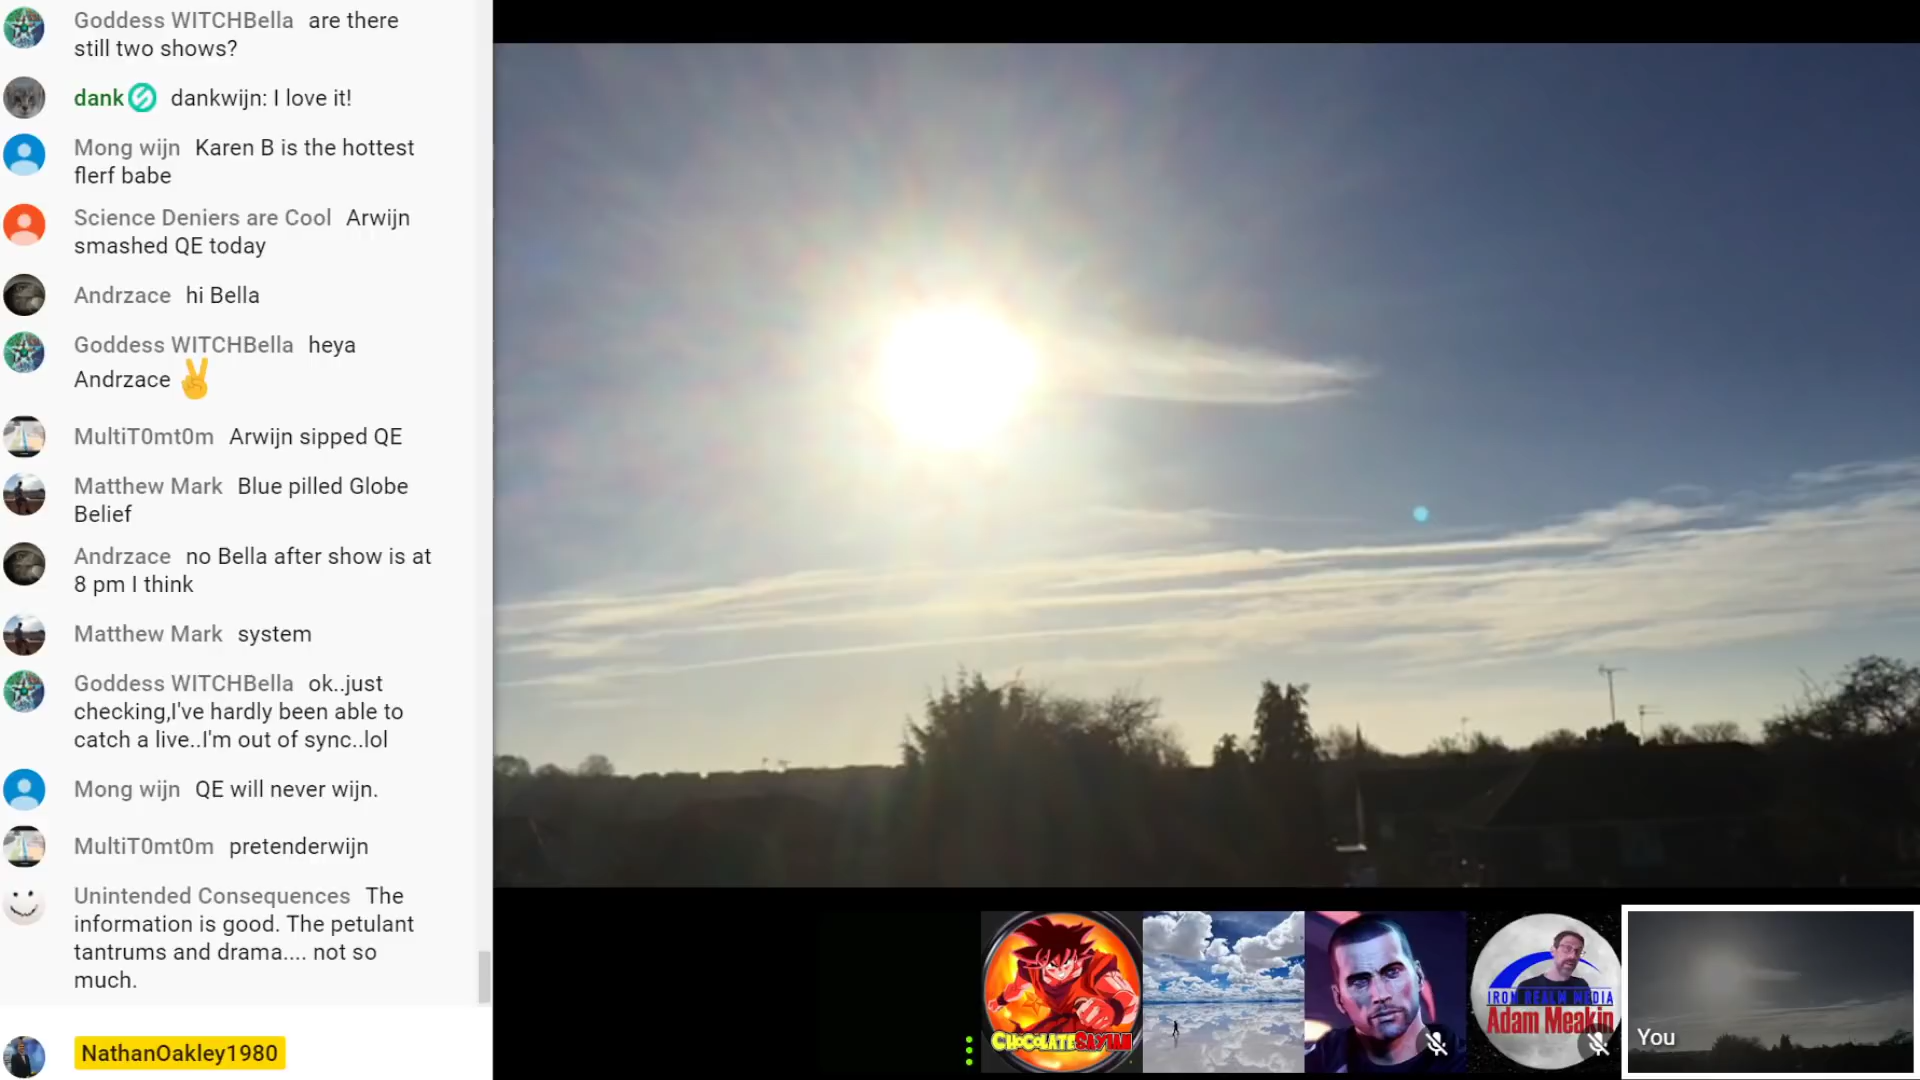 Goddess WITCHBella are there
still two shows?
dank dankwijn: I love it!
Mong wijn Karen B is the hottest
flerf babe
Science Deniers are Cool Arwijn
smashed QE today
Andrzace hi Bella
Goddess WITCHBella heya
Andrzace ✌
MultiT0mt0m Arwijn sipped QE
Matthew Mark Blue pilled Globe
Belief
Andrzace no Bella after show is at
8 pm I think
Matthew Mark system
Goddess WITCHBella ok..just
checking,I've hardly been able to
catch a live..I'm out of sync..lol
Mong wijn QE will never wijn.
MultiT0mt0m pretenderwijn
Unintended Consequences The
information is good. The petulant
tantrums and drama.... not so
much.
NathanOakley1980
CHOCOLATE SAYIAN
IRON REALM MEDIA
Adam Meakin
You